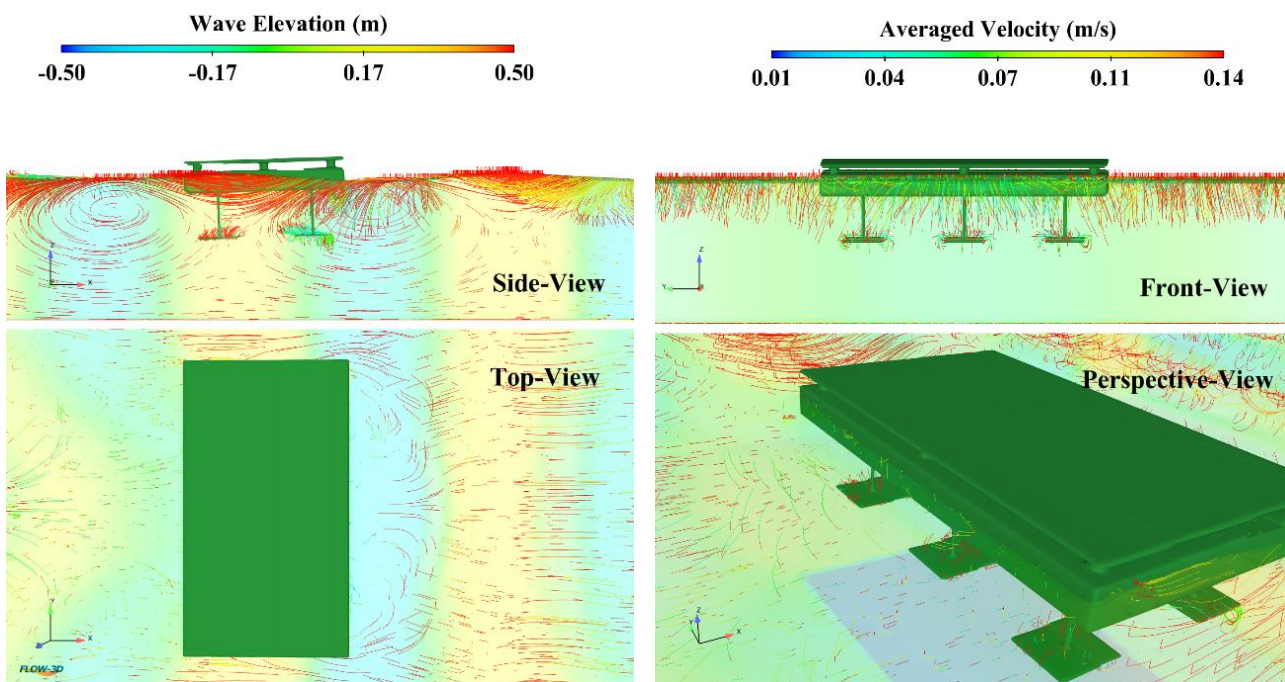 Wave Elevation (m)
-0.50 -0.17 0.17 0.50
Averaged Velocity (m/s)
0.01 0.04 0.07 0.11 0.14
Z
X
Side-View
Z
Y
Front-View
Top-View
Y
Z
X
FLOW-3D
Perspective-View
Z
Y
X